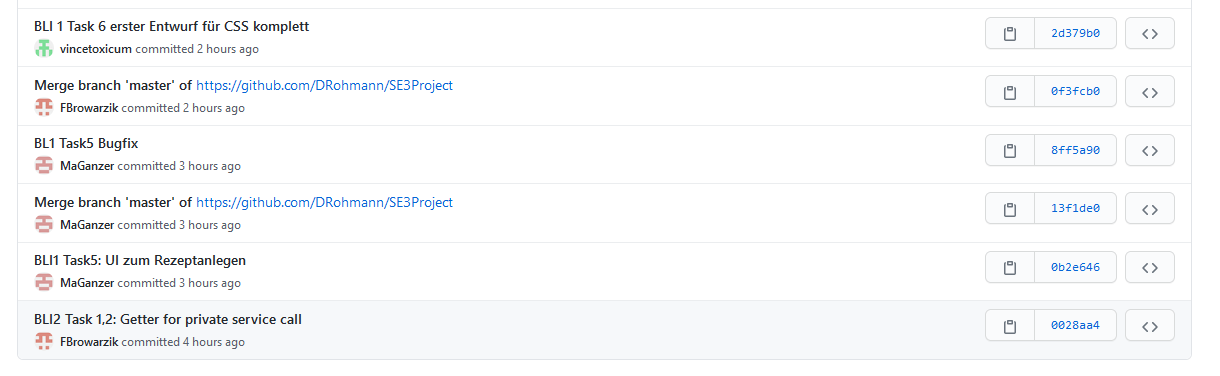 BLI 1 Task 6 erster Entwurf für CSS komplett
vincetoxicum committed 2 hours ago
2d379b0
Merge branch 'master' of https://github.com/DRohmann/SE3Project
FBrowarzik committed 2 hours ago
0f3fcb0
BL1 Task5 Bugfix
MaGanzer committed 3 hours ago
8ff5a90
Merge branch 'master' of https://github.com/DRohmann/SE3Project
MaGanzer committed 3 hours ago
13f1de0
BLI1 Task5: UI zum Rezeptanlegen
MaGanzer committed 3 hours ago
0b2e646
BLI2 Task 1,2: Getter for private service call
FBrowarzik committed 4 hours ago
0028aa4